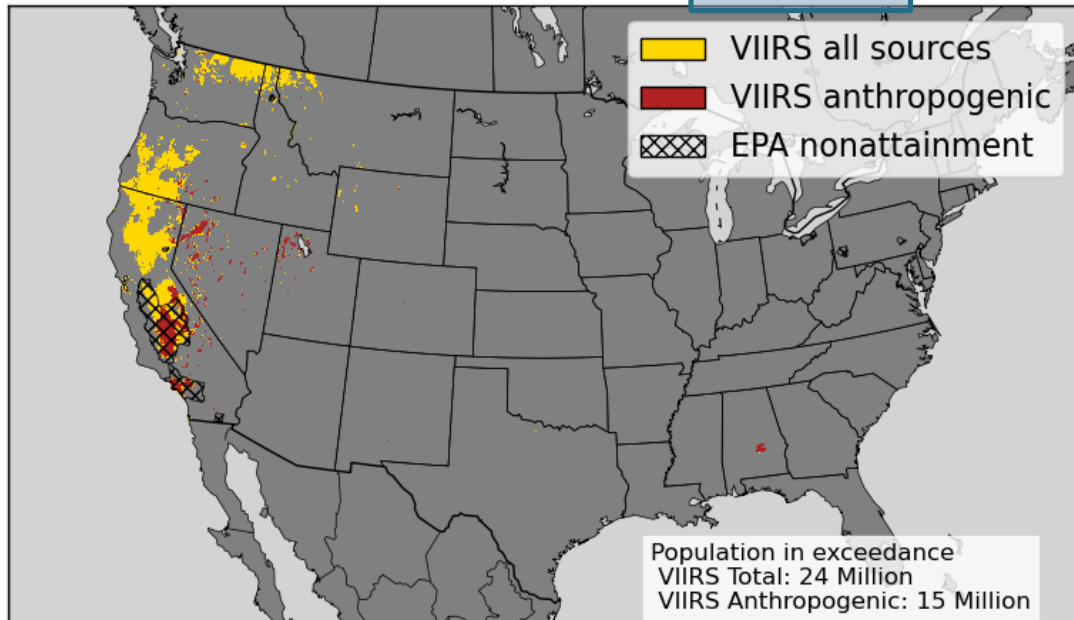 VIIRS all sources
VIIRS anthropogenic
EPA nonattainment
Population in exceedance
VIIRS Total: 24 Million
VIIRS Anthropogenic: 15 Million